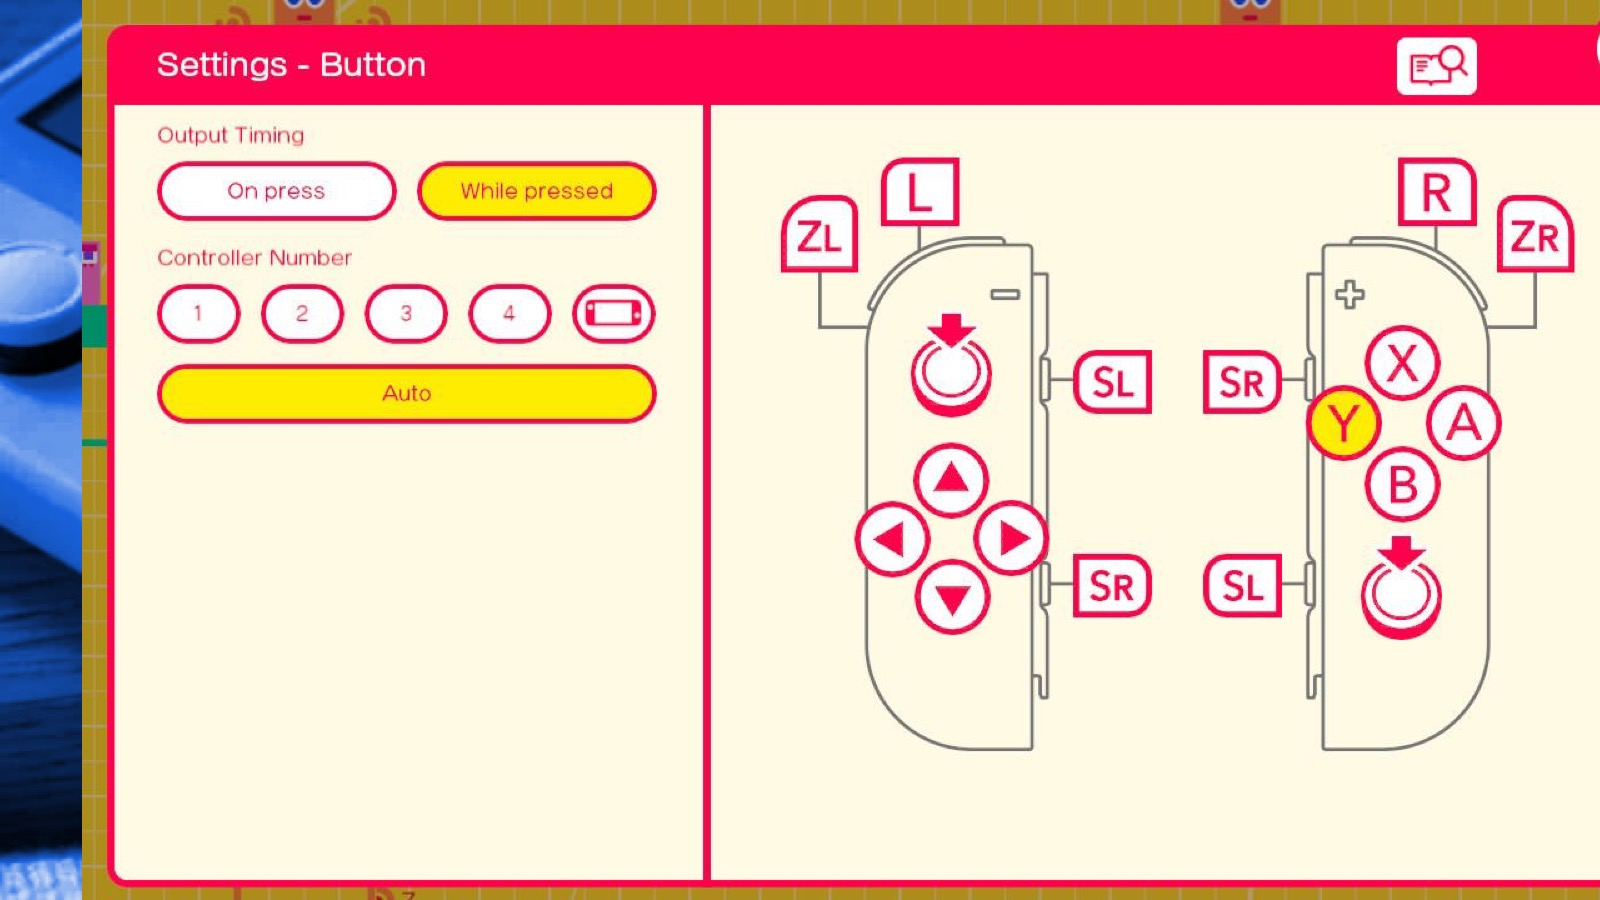 Settings - Button
Output Timing
On press
While pressed
Controller Number
1
2
3
4
Auto
L
ZL
SL
SR
R
ZR
SR
X
Y
A
B
SL